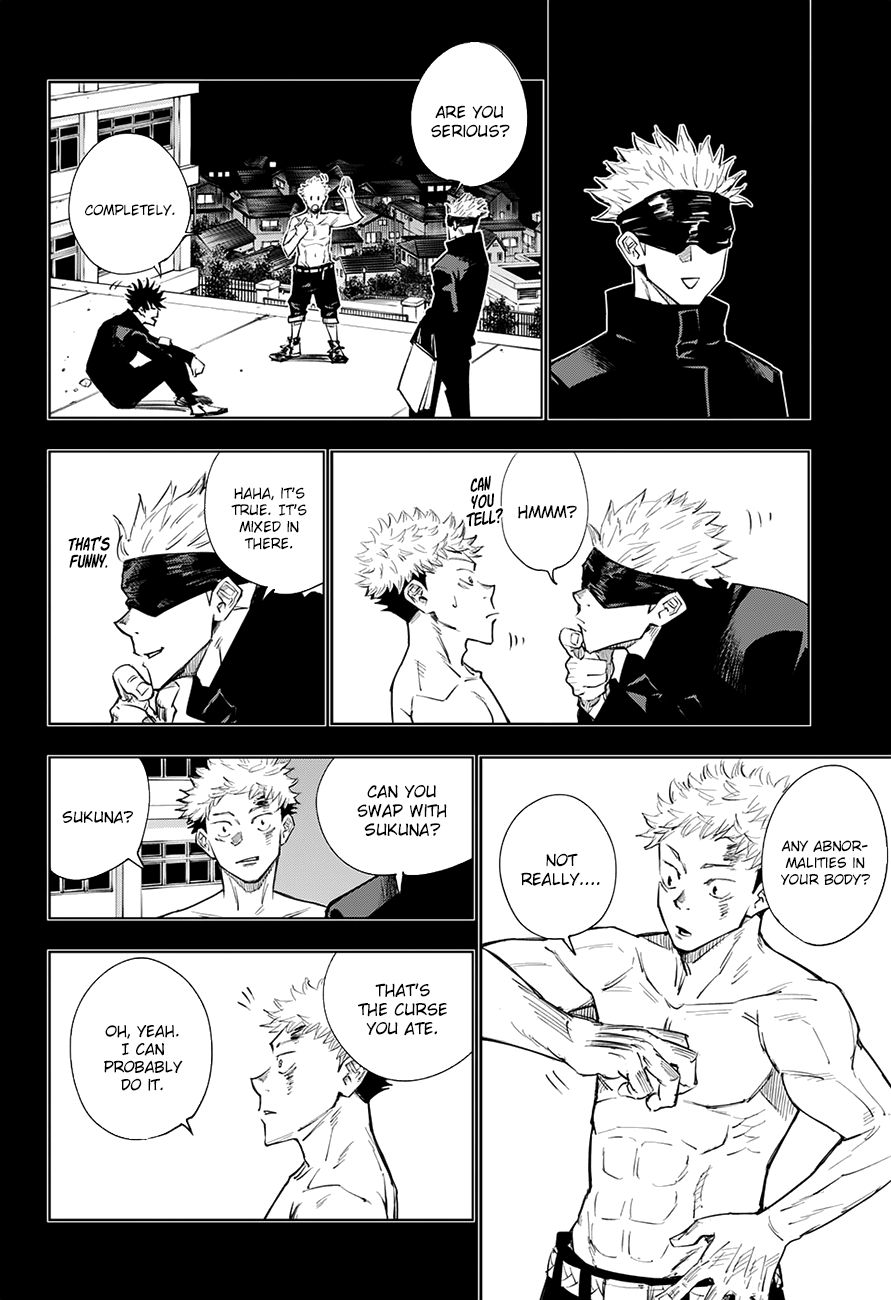 ARE YOU
SERIOUS?
COMPLETELY.
HMMM?
CAN
YOU
TELL?
HAHA, IT'S
TRUE. IT'S
MIXED IN
THERE.
THAT'S
FUNNY.
ANY ABNOR-
MALITIES IN
YOUR BODY?
NOT
REALLY....
CAN YOU
SWAP WITH
SUKUNA?
SUKUNA?
THAT'S
THE CURSE
YOU ATE.
OH, YEAH.
I CAN
PROBABLY
DO IT.